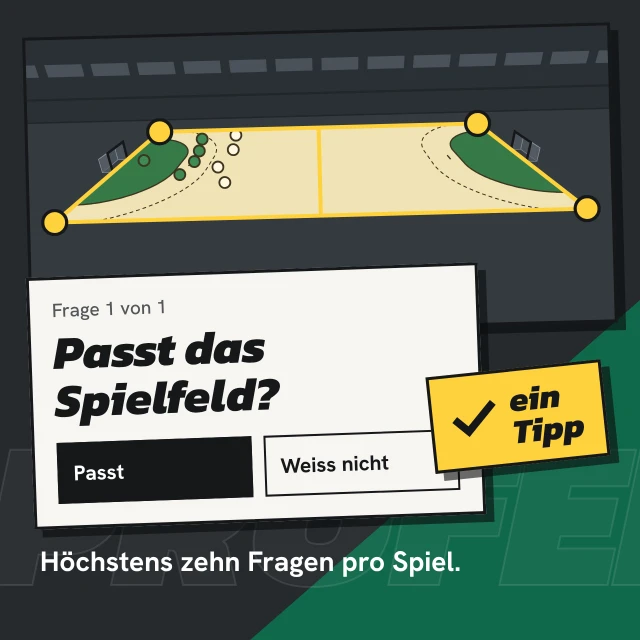 Frage 1 von 1
Passt das
Spielfeld?
Passt
Weiss nicht
ein
Tipp
Höchstens zehn Fragen pro Spiel.